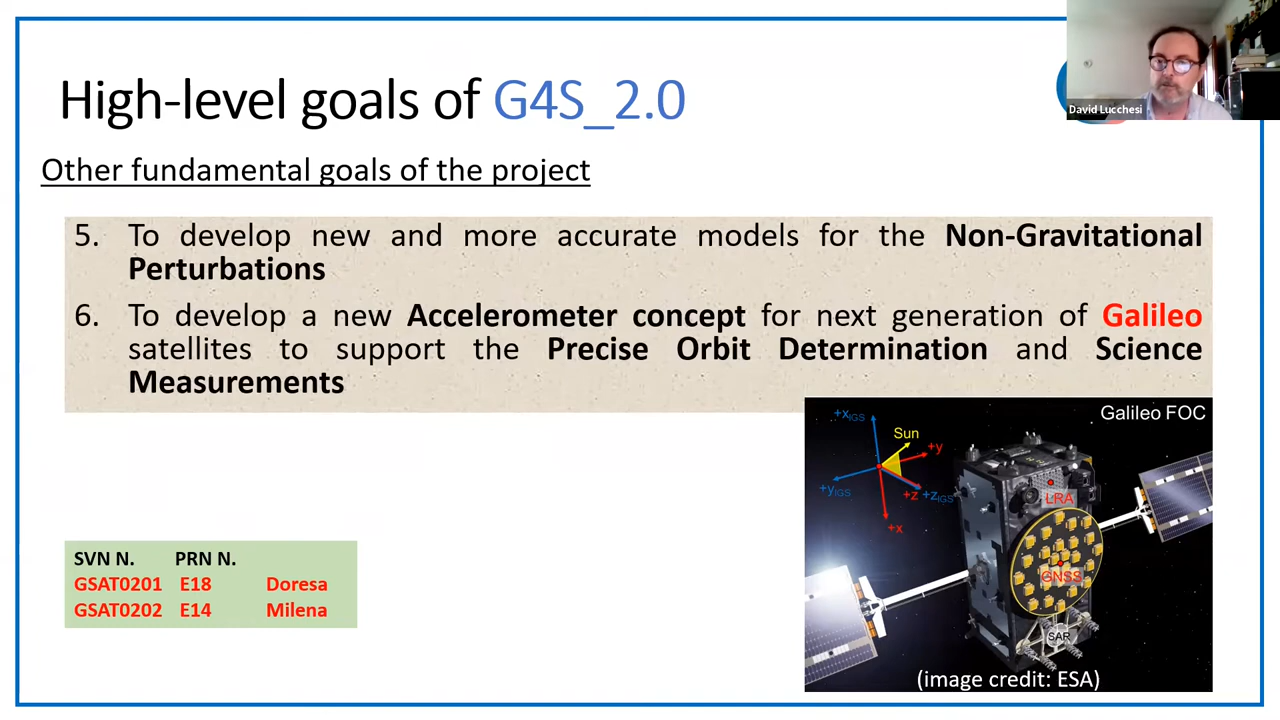 High-level goals of G4S_2.0
David Lucchesi
Other fundamental goals of the project
5. To develop new and more accurate models for the Non-Gravitational
Perturbations
6. To develop a new Accelerometer concept for next generation of Galileo
satellites to support the Precise Orbit Determination and Science
Measurements
Galileo FOC
+xIGS
Sun
+y
+yIGS
+z +zIGS
+x
LRA
GNSS
SAR
(image credit: ESA)
SVN N. PRN N.
GSAT0201 E18 Doresa
GSAT0202 E14 Milena